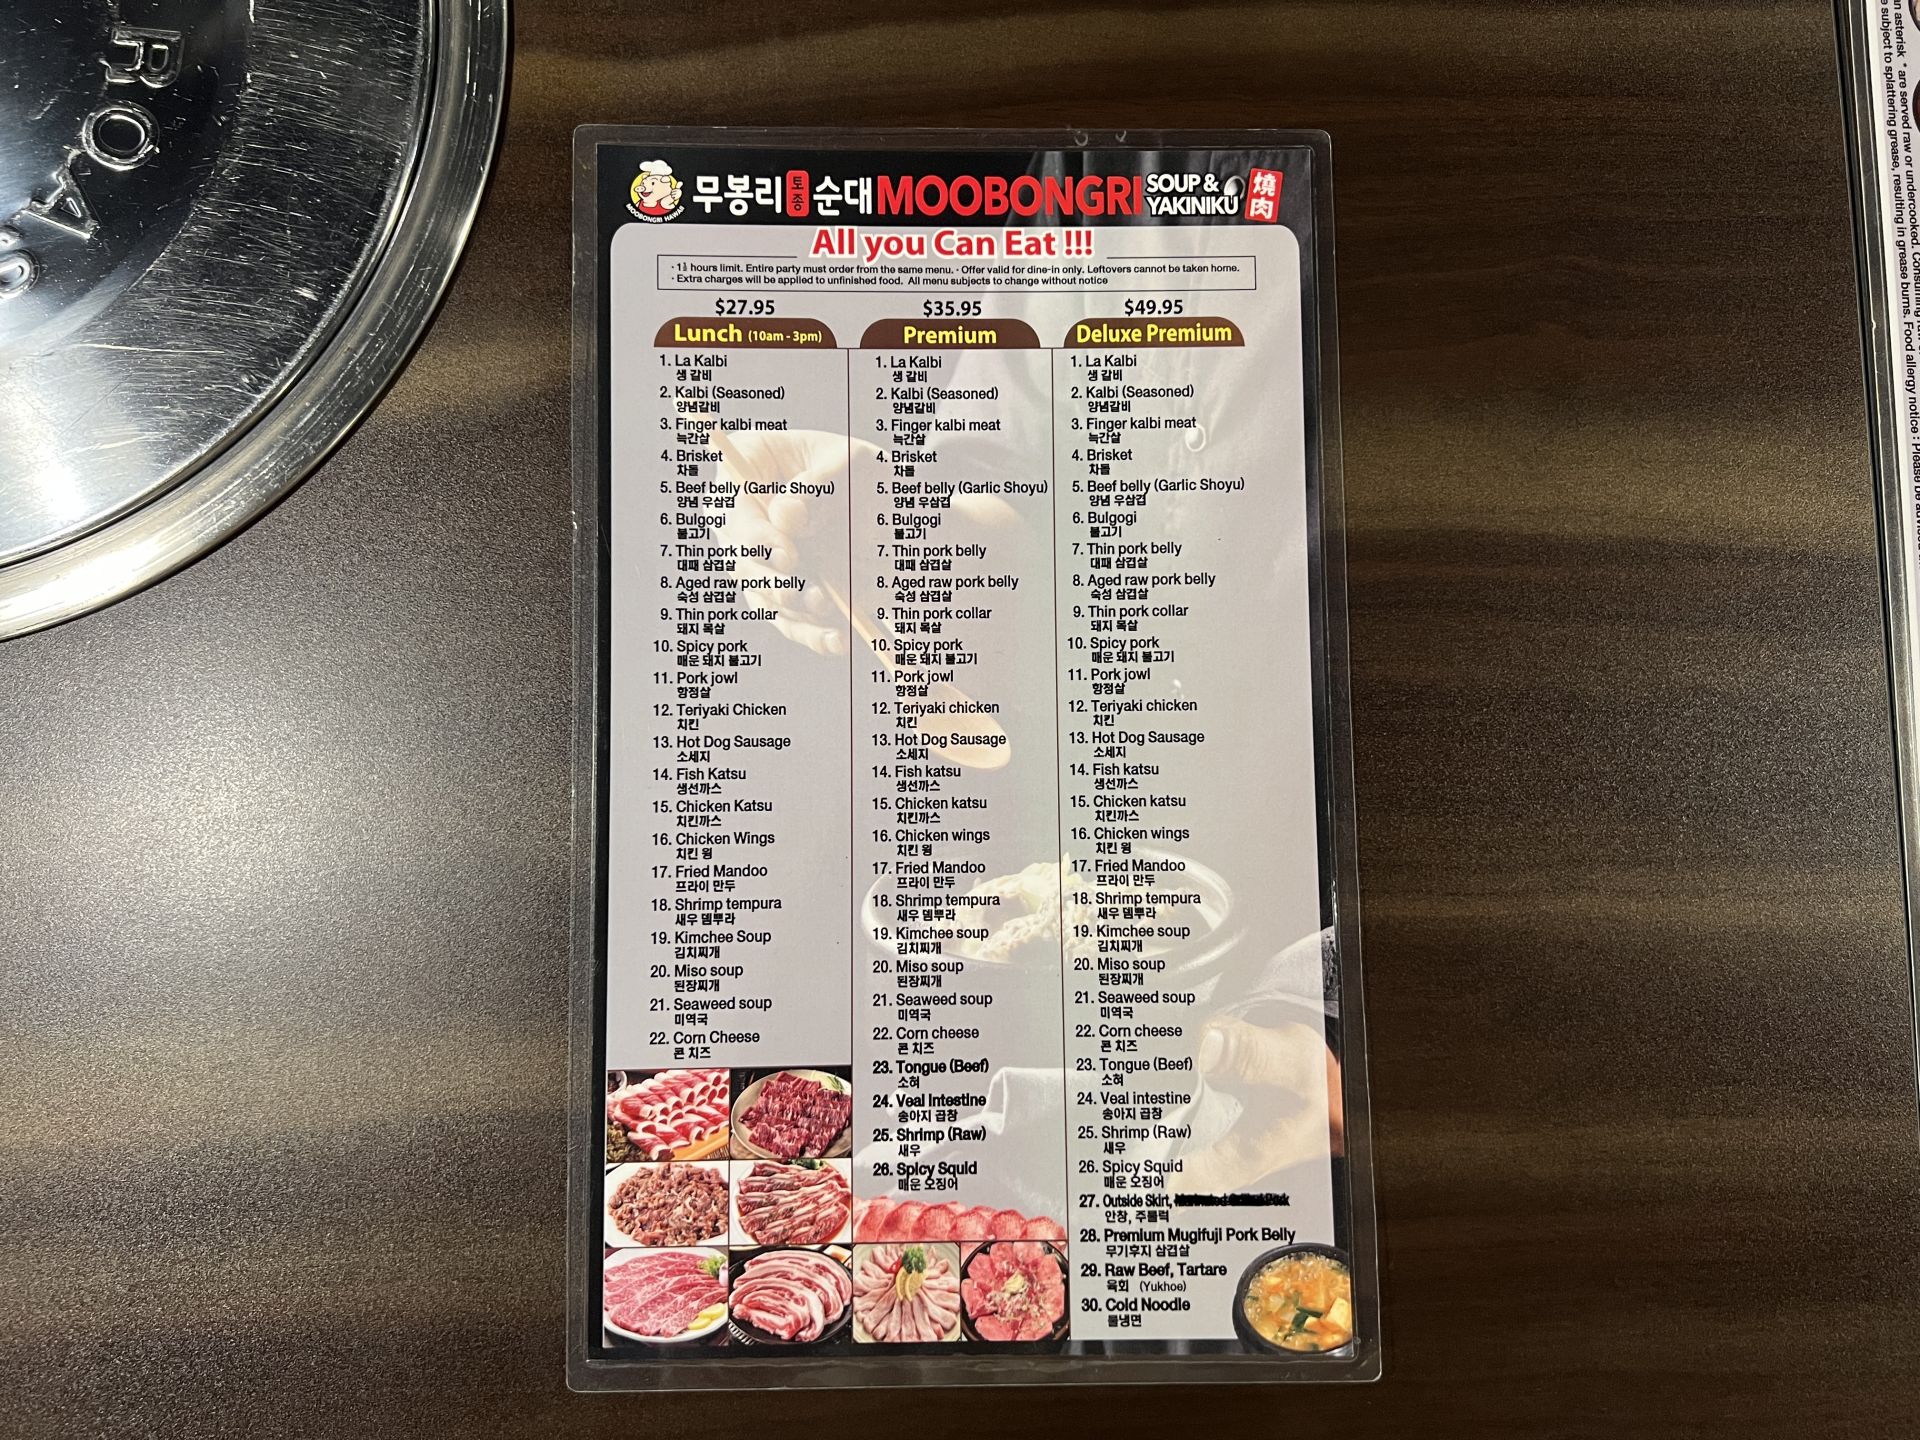 ROVA
무봉리 토종 순대 MOOBONGRI SOUP & YAKINIKU 燒肉
MOOBONGRI HAWAII
All you Can Eat !!!
· 1½ hours limit. Entire party must order from the same menu. · Offer valid for dine-in only. Leftovers cannot be taken home.
· Extra charges will be applied to unfinished food. All menu subjects to change without notice
$27.95
Lunch (10am - 3pm)
1. La Kalbi
생 갈비
2. Kalbi (Seasoned)
양념갈비
3. Finger kalbi meat
늑간살
4. Brisket
차돌
5. Beef belly (Garlic Shoyu)
양념 우삼겹
6. Bulgogi
불고기
7. Thin pork belly
대패 삼겹살
8. Aged raw pork belly
숙성 삼겹살
9. Thin pork collar
돼지 목살
10. Spicy pork
매운 돼지 불고기
11. Pork jowl
항정살
12. Teriyaki Chicken
치킨
13. Hot Dog Sausage
소세지
14. Fish Katsu
생선까스
15. Chicken Katsu
치킨까스
16. Chicken Wings
치킨 윙
17. Fried Mandoo
프라이 만두
18. Shrimp tempura
새우 뎀뿌라
19. Kimchee Soup
김치찌개
20. Miso soup
된장찌개
21. Seaweed soup
미역국
22. Corn Cheese
콘 치즈
$35.95
Premium
1. La Kalbi
생 갈비
2. Kalbi (Seasoned)
양념갈비
3. Finger kalbi meat
늑간살
4. Brisket
차돌
5. Beef belly (Garlic Shoyu)
양념 우삼겹
6. Bulgogi
불고기
7. Thin pork belly
대패 삼겹살
8. Aged raw pork belly
숙성 삼겹살
9. Thin pork collar
돼지 목살
10. Spicy pork
매운 돼지 불고기
11. Pork jowl
항정살
12. Teriyaki chicken
치킨
13. Hot Dog Sausage
소세지
14. Fish katsu
생선까스
15. Chicken katsu
치킨까스
16. Chicken wings
치킨 윙
17. Fried Mandoo
프라이 만두
18. Shrimp tempura
새우 뎀뿌라
19. Kimchee soup
김치찌개
20. Miso soup
된장찌개
21. Seaweed soup
미역국
22. Corn cheese
콘 치즈
23. Tongue (Beef)
소혀
24. Veal Intestine
송아지 곱창
25. Shrimp (Raw)
새우
26. Spicy Squid
매운 오징어
$49.95
Deluxe Premium
1. La Kalbi
생 갈비
2. Kalbi (Seasoned)
양념갈비
3. Finger kalbi meat
늑간살
4. Brisket
차돌
5. Beef belly (Garlic Shoyu)
양념 우삼겹
6. Bulgogi
불고기
7. Thin pork belly
대패 삼겹살
8. Aged raw pork belly
숙성 삼겹살
9. Thin pork collar
돼지 목살
10. Spicy pork
매운 돼지 불고기
11. Pork jowl
항정살
12. Teriyaki chicken
치킨
13. Hot Dog Sausage
소세지
14. Fish katsu
생선까스
15. Chicken katsu
치킨까스
16. Chicken wings
치킨 윙
17. Fried Mandoo
프라이 만두
18. Shrimp tempura
새우 뎀뿌라
19. Kimchee soup
김치찌개
20. Miso soup
된장찌개
21. Seaweed soup
미역국
22. Corn cheese
콘 치즈
23. Tongue (Beef)
소혀
24. Veal intestine
송아지 곱창
25. Shrimp (Raw)
새우
26. Spicy Squid
매운 오징어
27. Outside Skirt,
안창, 주물럭
28. Premium Mugifuji Pork Belly
무기후지 삼겹살
29. Raw Beef, Tartare
육회 (Yukhoe)
30. Cold Noodle
물냉면
an asterisk * are served raw or undercooked. Consuming
subject to splattering grease, resulting in grease burns. Food allergy notice : Please be